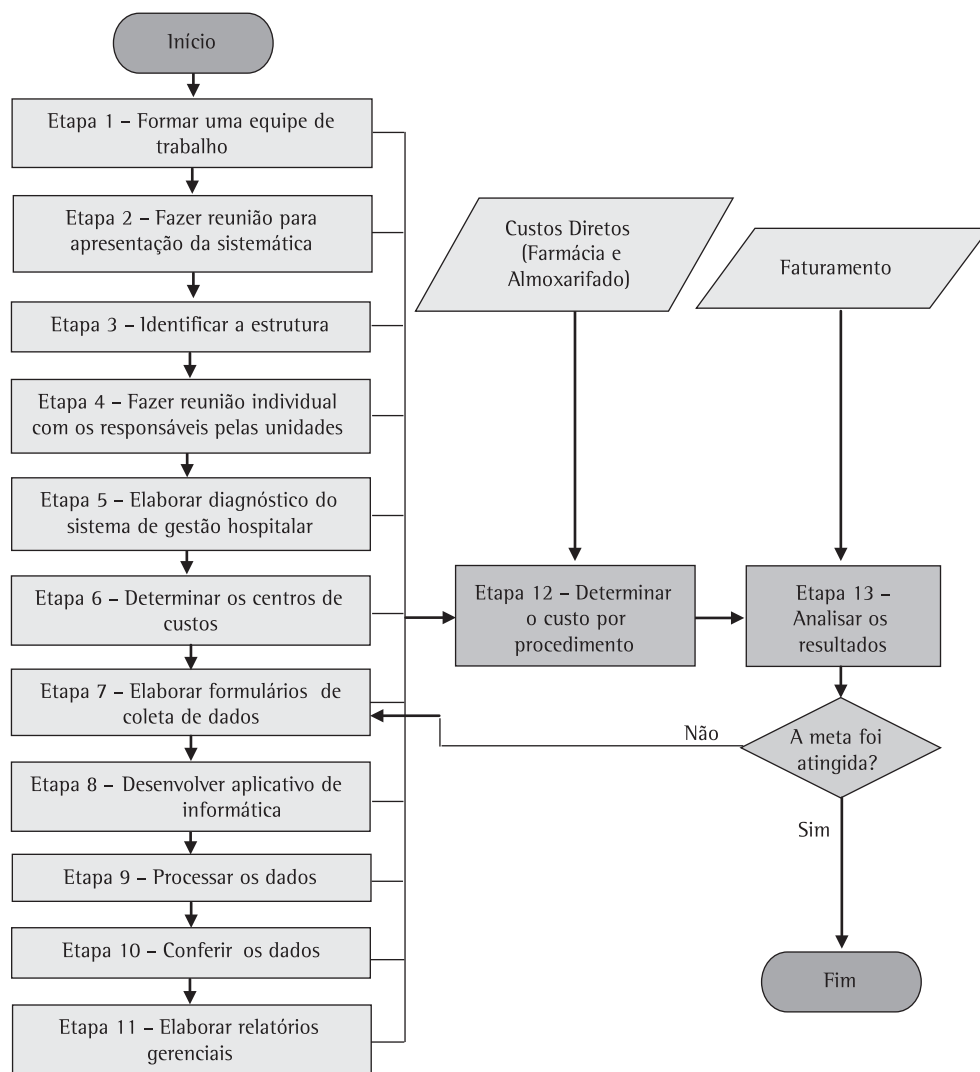 Início
Etapa 1 – Formar uma equipe de
trabalho
Etapa 2 – Fazer reunião para
apresentação da sistemática
Etapa 3 – Identificar a estrutura
Etapa 4 – Fazer reunião individual
com os responsáveis pelas unidades
Etapa 5 – Elaborar diagnóstico do
sistema de gestão hospitalar
Etapa 6 – Determinar os centros de
custos
Etapa 7 – Elaborar formulários de
coleta de dados
Etapa 8 – Desenvolver aplicativo de
informática
Etapa 9 – Processar os dados
Etapa 10 – Conferir os dados
Etapa 11 – Elaborar relatórios
gerenciais
Custos Diretos
(Farmácia e
Almoxarifado)
Faturamento
Etapa 12 – Determinar
o custo por
procedimento
Etapa 13 –
Analisar os
resultados
A meta foi
atingida?
Não
Sim
Fim